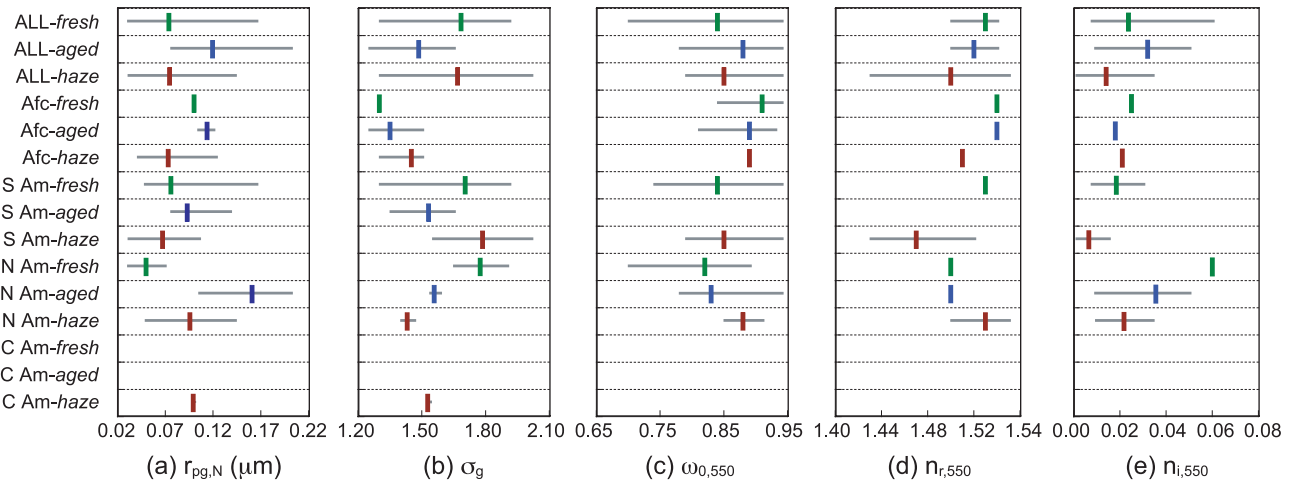 ALL-fresh
ALL-aged
ALL-haze
Afc-fresh
Afc-aged
Afc-haze
S Am-fresh
S Am-aged
S Am-haze
N Am-fresh
N Am-aged
N Am-haze
C Am-fresh
C Am-aged
C Am-haze
0.02 0.07 0.12 0.17 0.22
1.20 1.50 1.80 2.10
0.65 0.75 0.85 0.95
1.40 1.44 1.48 1.52 1.54
0.00 0.02 0.04 0.06 0.08
(a) rpg,N (μm)
(b) σg
(c) ω0,550
(d) nr,550
(e) ni,550